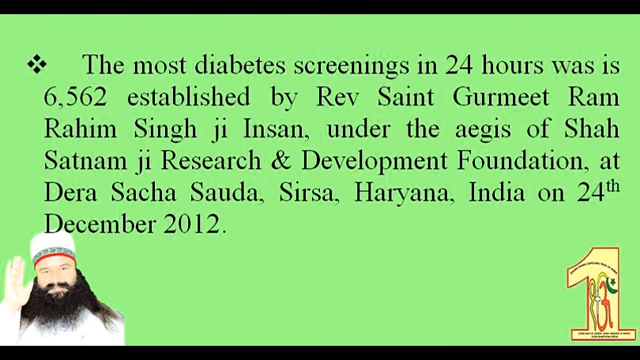 ❖ The most diabetes screenings in 24 hours was is
6,562 established by Rev Saint Gurmeet Ram
Rahim Singh ji Insan, under the aegis of Shah
Satnam ji Research & Development Foundation, at
Dera Sacha Sauda, Sirsa, Haryana, India on 24th
December 2012.
1